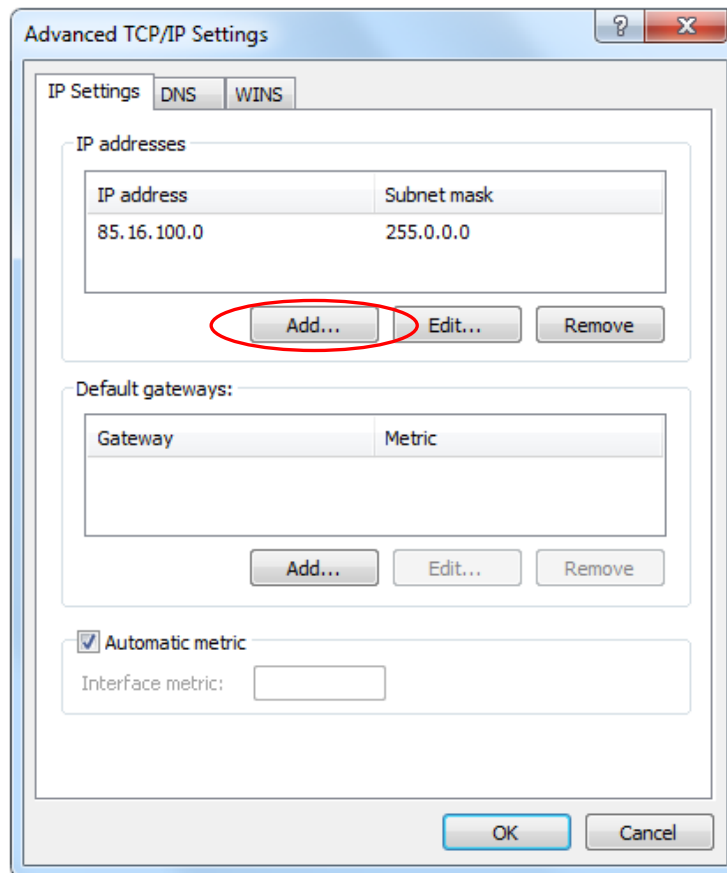 Advanced TCP/IP Settings
IP Settings DNS WINS
IP addresses
IP address Subnet mask
85.16.100.0 255.0.0.0
Add... Edit... Remove
Default gateways:
Gateway Metric
Add... Edit... Remove
Automatic metric
Interface metric:
OK Cancel